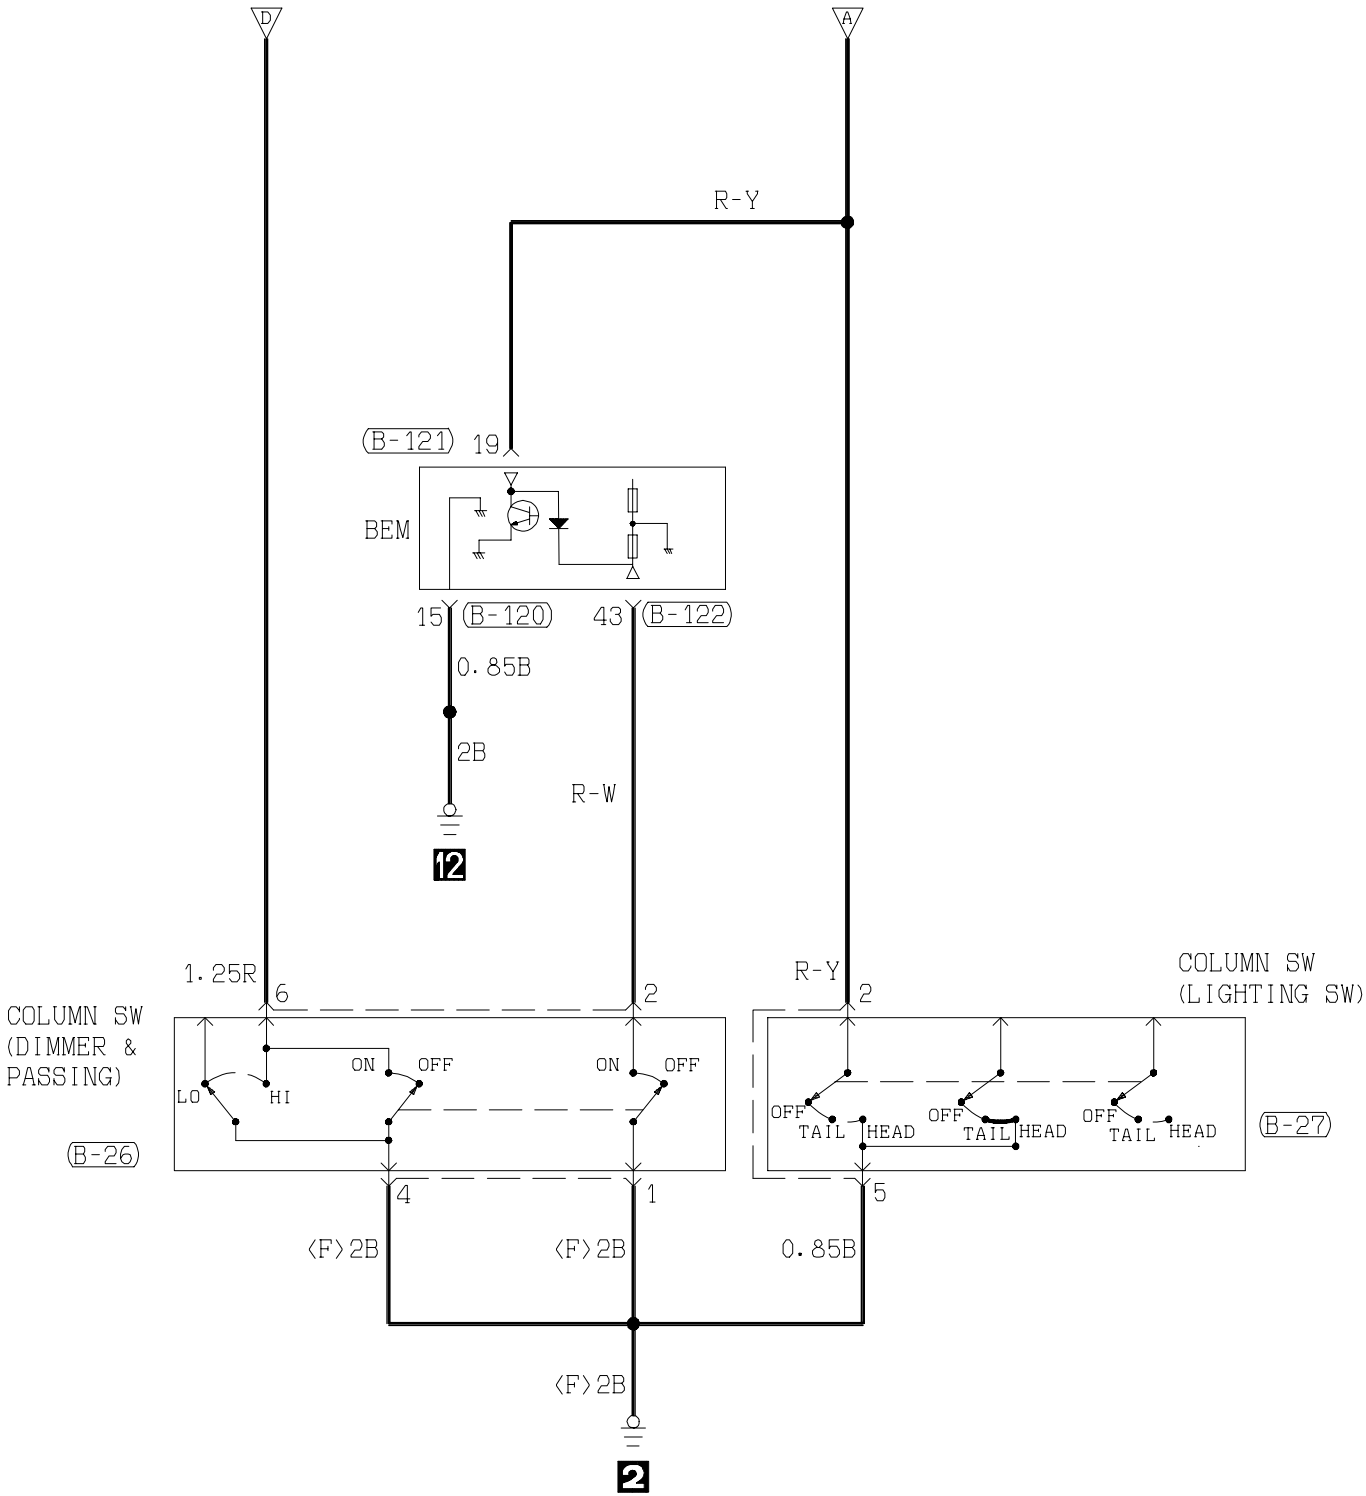 D
A
R-Y
B-121
19
BEM
15
B-120
43
B-122
0.85B
2B
R-W
12
1.25R
6
2
R-Y
2
COLUMN SW
(LIGHTING SW)
COLUMN SW
(DIMMER &
PASSING)
LO
HI
ON
OFF
ON
OFF
OFF
TAIL
HEAD
OFF
TAIL
HEAD
OFF
TAIL
HEAD
B-27
B-26
4
1
5
<F>2B
<F>2B
0.85B
<F>2B
2